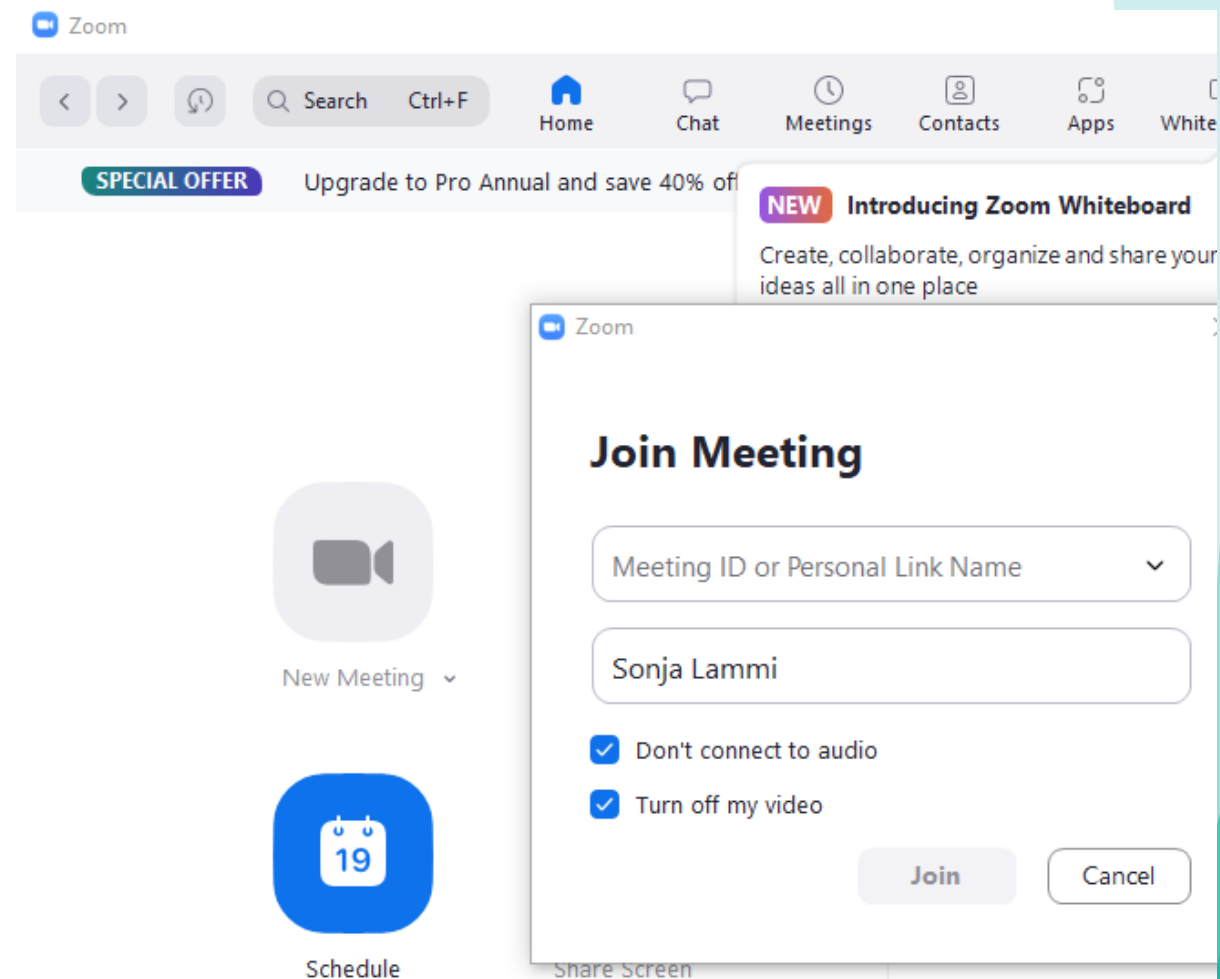 Zoom
Search Ctrl+F
Home Chat Meetings Contacts Apps White
SPECIAL OFFER Upgrade to Pro Annual and save 40% off
NEW Introducing Zoom Whiteboard
Create, collaborate, organize and share your
ideas all in one place
Zoom
Join Meeting
Meeting ID or Personal Link Name
Sonja Lammi
Don't connect to audio
Turn off my video
Join Cancel
New Meeting
19
Schedule
Share Screen